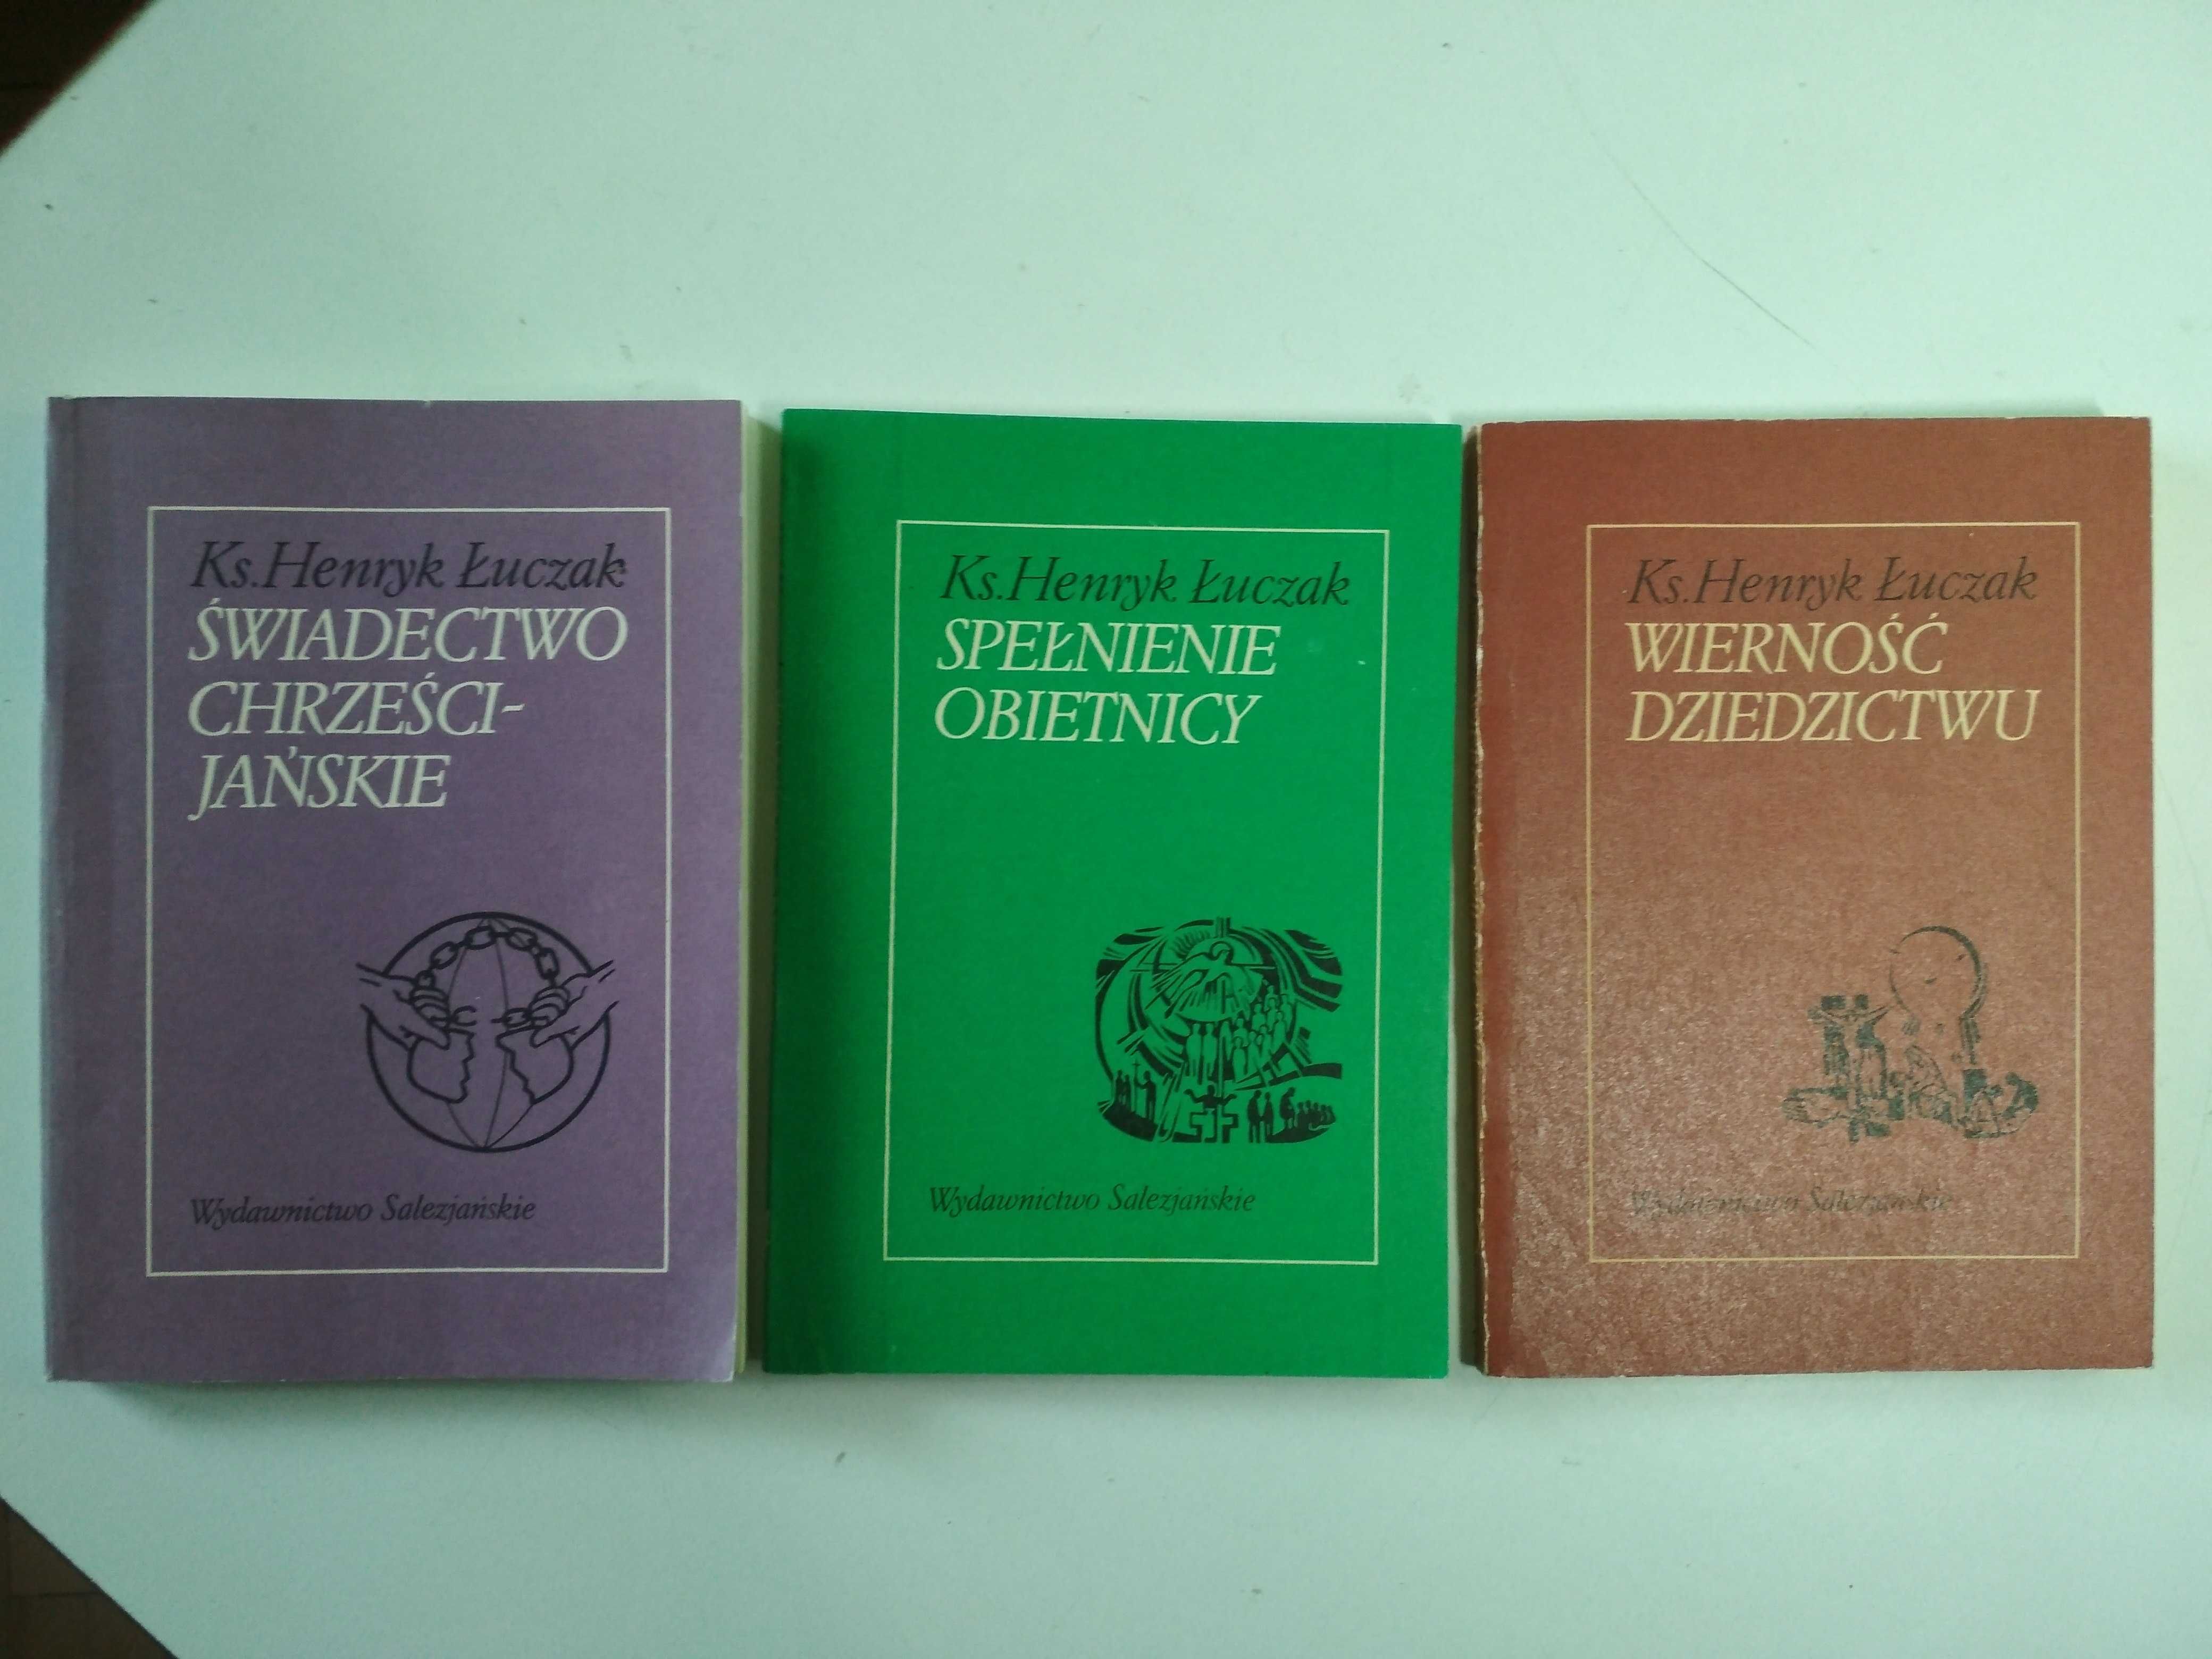 Ks. Henryk Łuczak
ŚWIADECTWO
CHRZEŚCI-
JAŃSKIE
Wydawnictwo Salezjańskie
Ks. Henryk Łuczak
SPEŁNIENIE
OBIETNICY
Wydawnictwo Salezjańskie
Ks. Henryk Łuczak
WIERNOŚĆ
DZIEDZICTWU
Wydawnictwo Salezjańskie